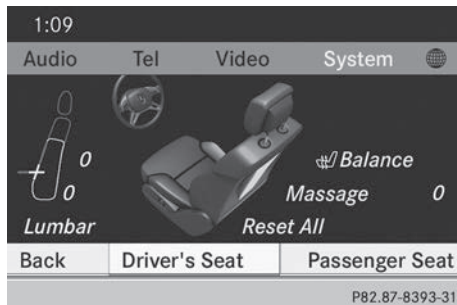 1:09
Audio Tel Video System
0 Balance
0 Massage 0
Lumbar Reset All
Back Driver's Seat Passenger Seat
P82.87-8393-31